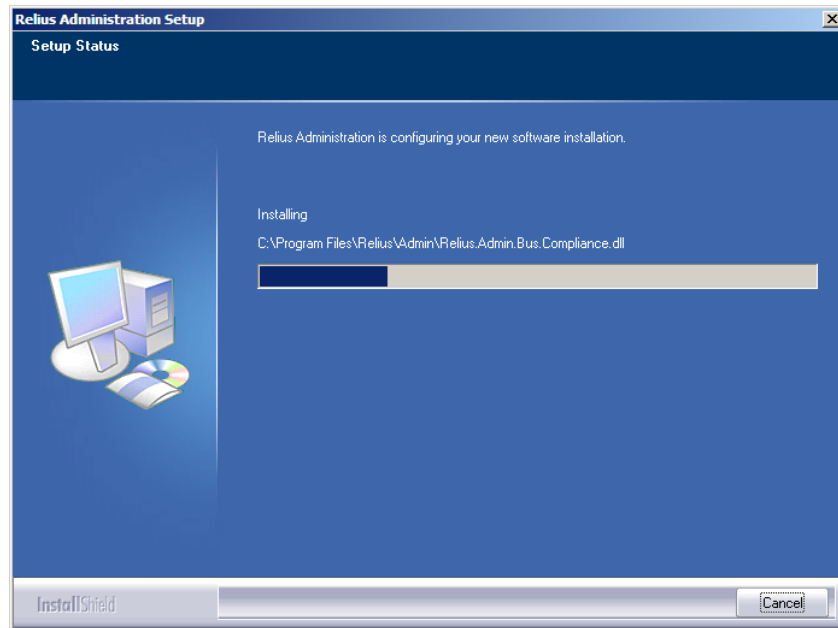 Relius Administration Setup
Setup Status
Relius Administration is configuring your new software installation.
Installing
C:\Program Files\Relius\Admin\Relius.Admin.Bus.Compliance.dll
InstallShield
Cancel